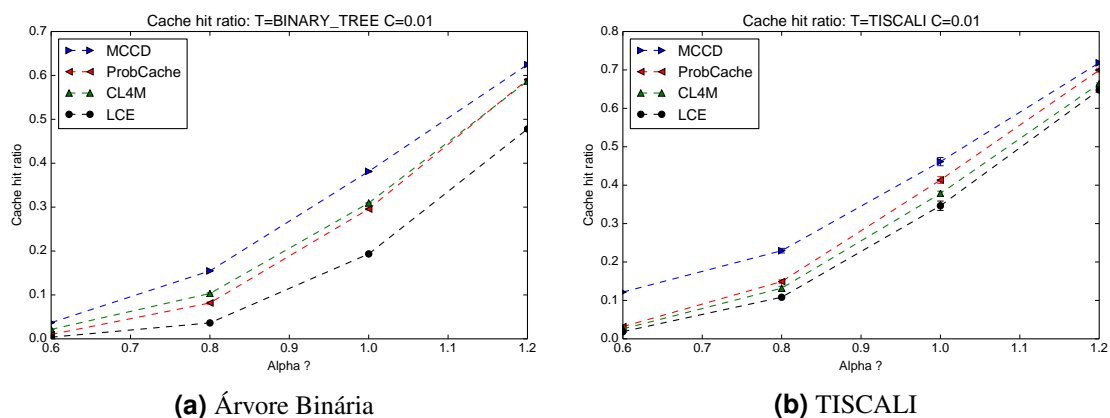 Cache hit ratio: T=BINARY_TREE C=0.01
0.7
0.6
0.5
0.4
0.3
0.2
0.1
0.0
Cache hit ratio
MCCD
ProbCache
CL4M
LCE
0.6 0.7 0.8 0.9 1.0 1.1 1.2
Alpha ?
(a) Árvore Binária
Cache hit ratio: T=TISCALI C=0.01
0.8
0.7
0.6
0.5
0.4
0.3
0.2
0.1
0.0
Cache hit ratio
MCCD
ProbCache
CL4M
LCE
0.6 0.7 0.8 0.9 1.0 1.1 1.2
Alpha ?
(b) TISCALI